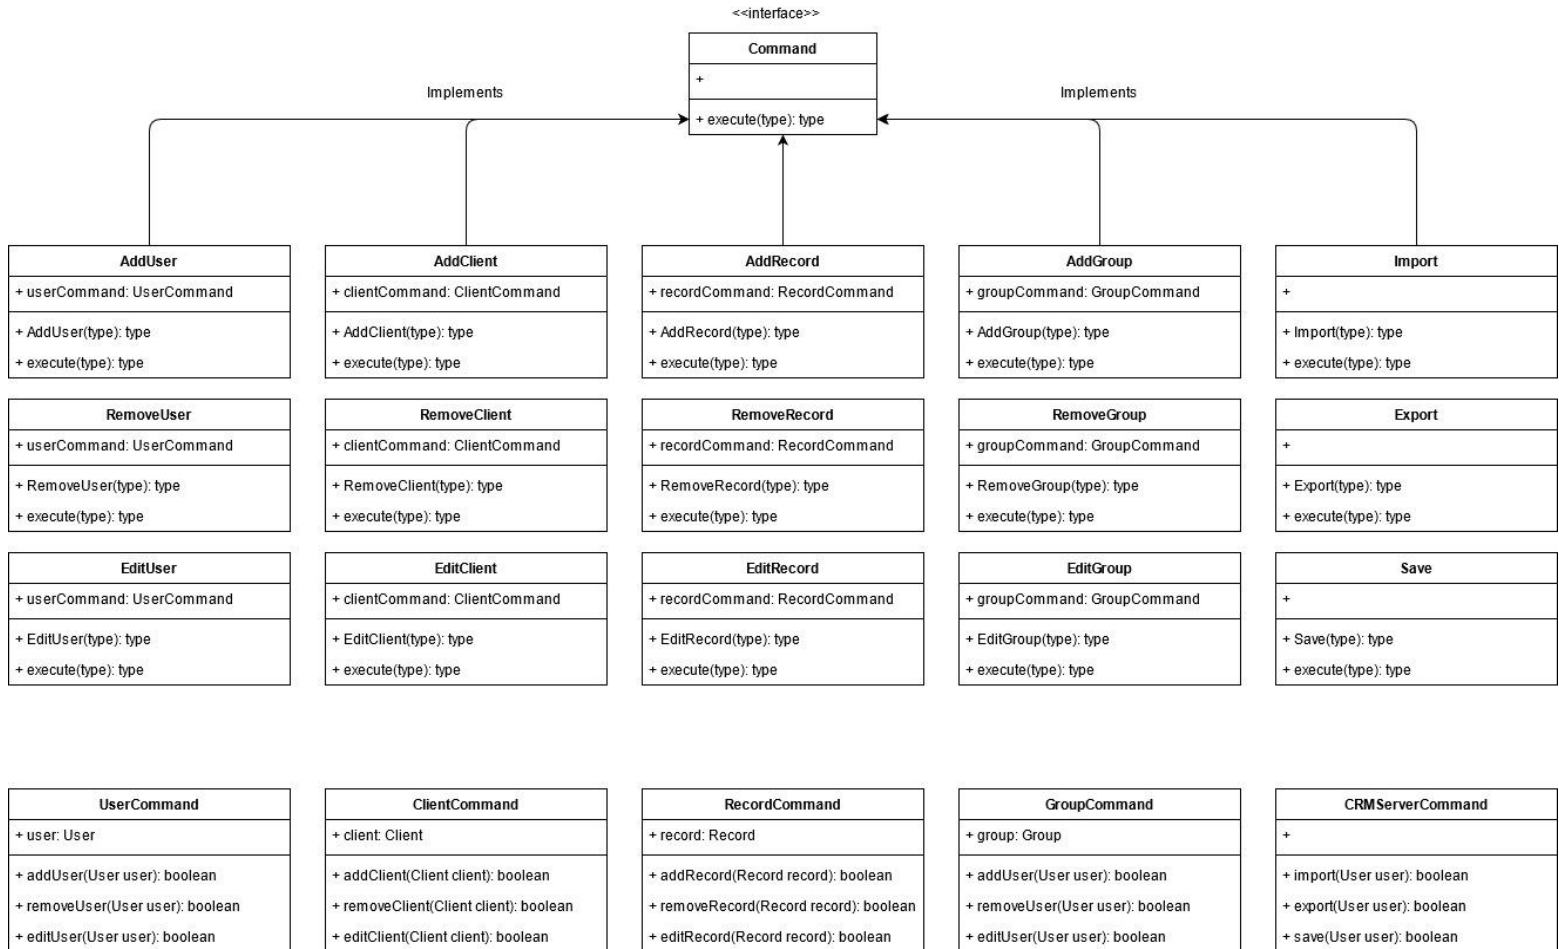 <<interface>>
Command
+
+ execute(type): type
Implements
Implements
AddUser
+ userCommand: UserCommand
+ AddUser(type): type
+ execute(type): type
AddClient
+ clientCommand: ClientCommand
+ AddClient(type): type
+ execute(type): type
AddRecord
+ recordCommand: RecordCommand
+ AddRecord(type): type
+ execute(type): type
AddGroup
+ groupCommand: GroupCommand
+ AddGroup(type): type
+ execute(type): type
Import
+
+ Import(type): type
+ execute(type): type
RemoveUser
+ userCommand: UserCommand
+ RemoveUser(type): type
+ execute(type): type
RemoveClient
+ clientCommand: ClientCommand
+ RemoveClient(type): type
+ execute(type): type
RemoveRecord
+ recordCommand: RecordCommand
+ RemoveRecord(type): type
+ execute(type): type
RemoveGroup
+ groupCommand: GroupCommand
+ RemoveGroup(type): type
+ execute(type): type
Export
+
+ Export(type): type
+ execute(type): type
EditUser
+ userCommand: UserCommand
+ EditUser(type): type
+ execute(type): type
EditClient
+ clientCommand: ClientCommand
+ EditClient(type): type
+ execute(type): type
EditRecord
+ recordCommand: RecordCommand
+ EditRecord(type): type
+ execute(type): type
EditGroup
+ groupCommand: GroupCommand
+ EditGroup(type): type
+ execute(type): type
Save
+
+ Save(type): type
+ execute(type): type
UserCommand
+ user: User
+ addUser(User user): boolean
+ removeUser(User user): boolean
+ editUser(User user): boolean
ClientCommand
+ client: Client
+ addClient(Client client): boolean
+ removeClient(Client client): boolean
+ editClient(Client client): boolean
RecordCommand
+ record: Record
+ addRecord(Record record): boolean
+ removeRecord(Record record): boolean
+ editRecord(Record record): boolean
GroupCommand
+ group: Group
+ addUser(User user): boolean
+ removeUser(User user): boolean
+ editUser(User user): boolean
CRMServerCommand
+
+ import(User user): boolean
+ export(User user): boolean
+ save(User user): boolean